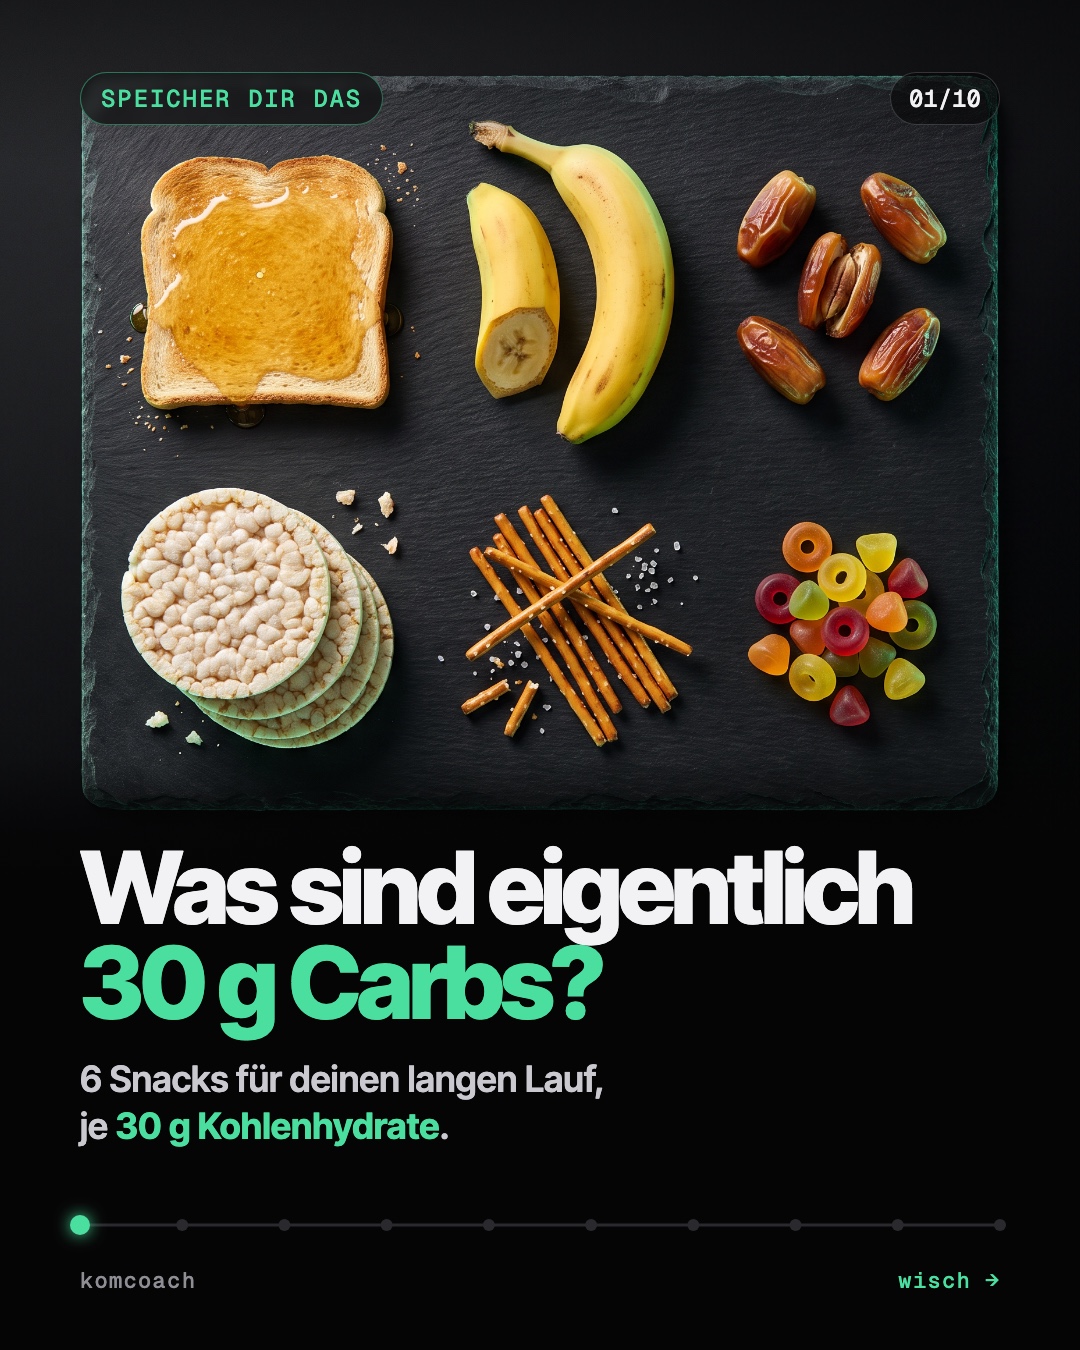 SPEICHER DIR DAS
01/10
Was sind eigentlich
30 g Carbs?
6 Snacks für deinen langen Lauf,
je 30 g Kohlenhydrate.
komcoach
wisch →